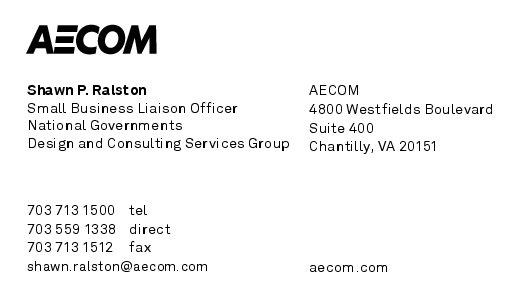 AECOM
Shawn P. Ralston
Small Business Liaison Officer
National Governments
Design and Consulting Services Group
AECOM
4800 Westfields Boulevard
Suite 400
Chantilly, VA 20151
703 713 1500 tel
703 559 1338 direct
703 713 1512 fax
shawn.ralston@aecom.com
aecom.com